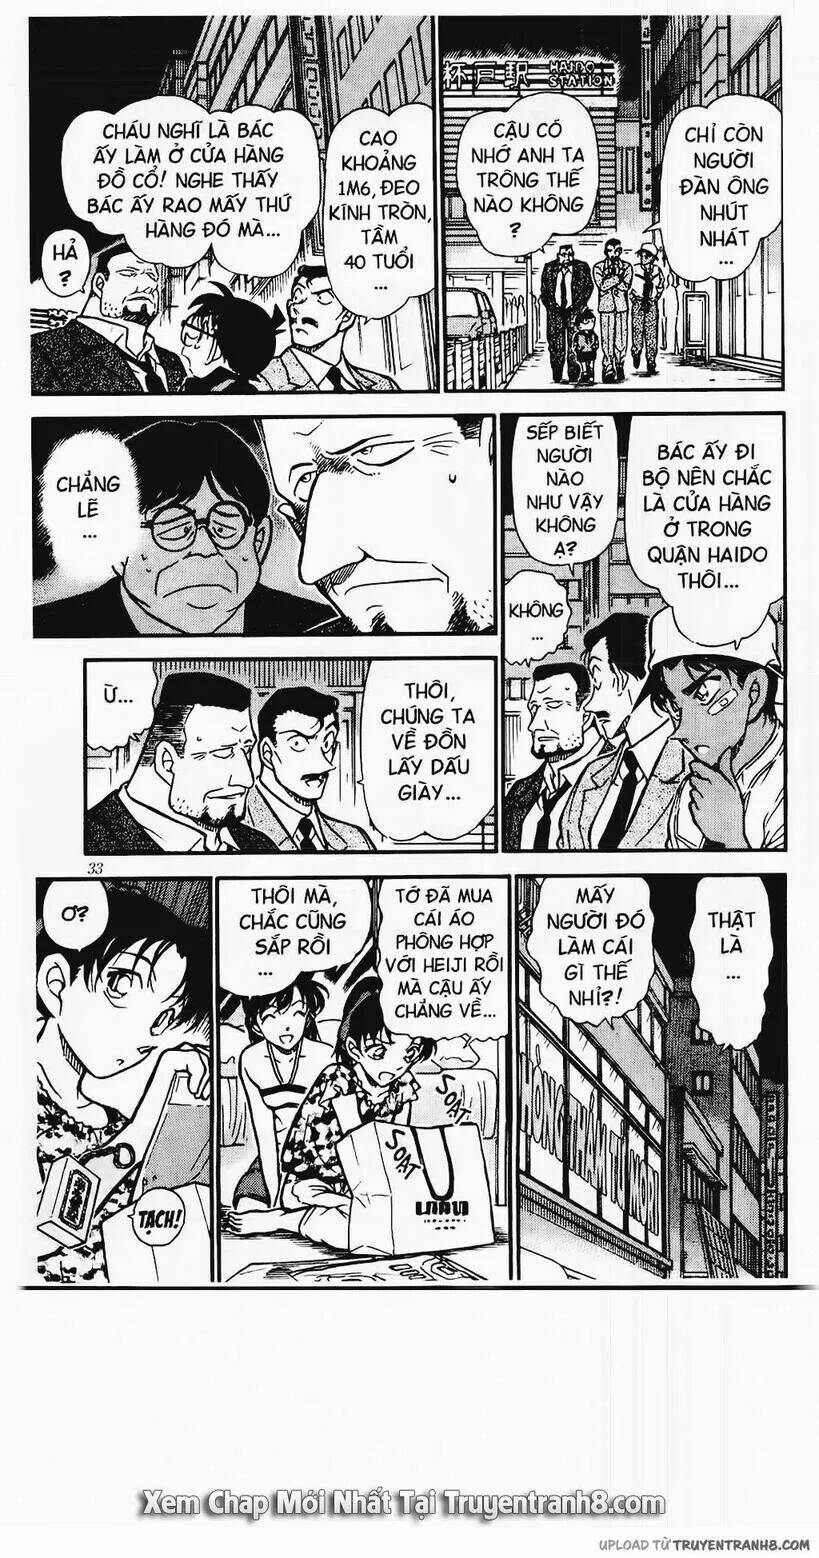 杯戸駅
HAIDO
STATION
CHỈ CÒN
NGƯỜI
ĐÀN ÔNG
NHÚT
NHÁT
...
CẬU CÓ
NHỚ ANH TA
TRÔNG THẾ
NÀO KHÔNG
?
CAO
KHOẢNG
1M6, ĐEO
KÍNH TRÒN,
TẦM
40 TUỔI
...
CHÁU NGHĨ LÀ BÁC
ẤY LÀM Ở CỬA HÀNG
ĐỒ CỔ! NGHE THẤY
BÁC ẤY RAO MẤY THỨ
HÀNG ĐÓ MÀ...
HẢ
?
BÁC ẤY ĐI
BỘ NÊN CHẮC
LÀ CỬA HÀNG
Ở TRONG
QUẬN HAIDO
THÔI...
SẾP BIẾT
NGƯỜI
NÀO
NHƯ VẬY
KHÔNG
Ạ?
KHÔNG
...
CHẲNG
LẼ
...
THÔI,
CHÚNG TA
VỀ ĐỒN
LẤY DẤU
GIÀY...
Ừ...
33
THẬT
LÀ
...
MẤY
NGƯỜI ĐÓ
LÀM CÁI
GÌ THẾ
NHỈ?!
TỚ ĐÃ MUA
CÁI ÁO
PHÔNG HỢP
VỚI HEIJI RỒI
MÀ CẬU ẤY
CHẲNG VỀ...
THÔI MÀ,
CHẮC CŨNG
SẮP RỒI
...
SOẠT
SOẠT
Ơ?
TẠCH!
Xem Chap Mới Nhất Tại Truyentranh8.com
UPLOAD TỪ TRUYENTRANH8.COM